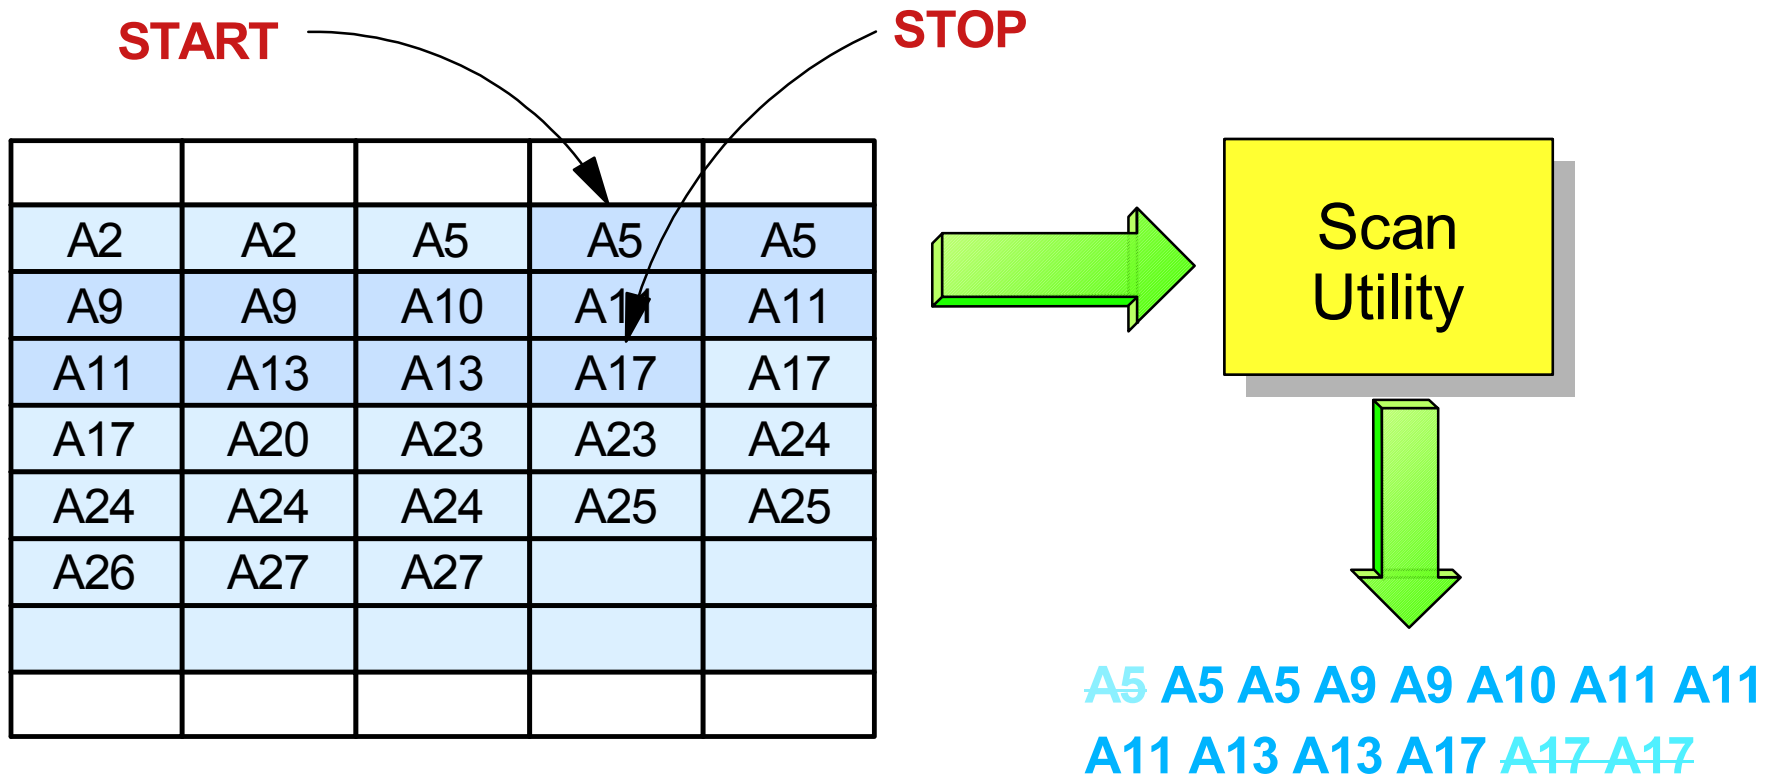 START
STOP
A2 A2 A5 A5 A5
A9 A9 A10 A11 A11
A11 A13 A13 A17 A17
A17 A20 A23 A23 A24
A24 A24 A24 A25 A25
A26 A27 A27
Scan
Utility
A5 A5 A5 A9 A9 A10 A11 A11
A11 A13 A13 A17 A17 A17